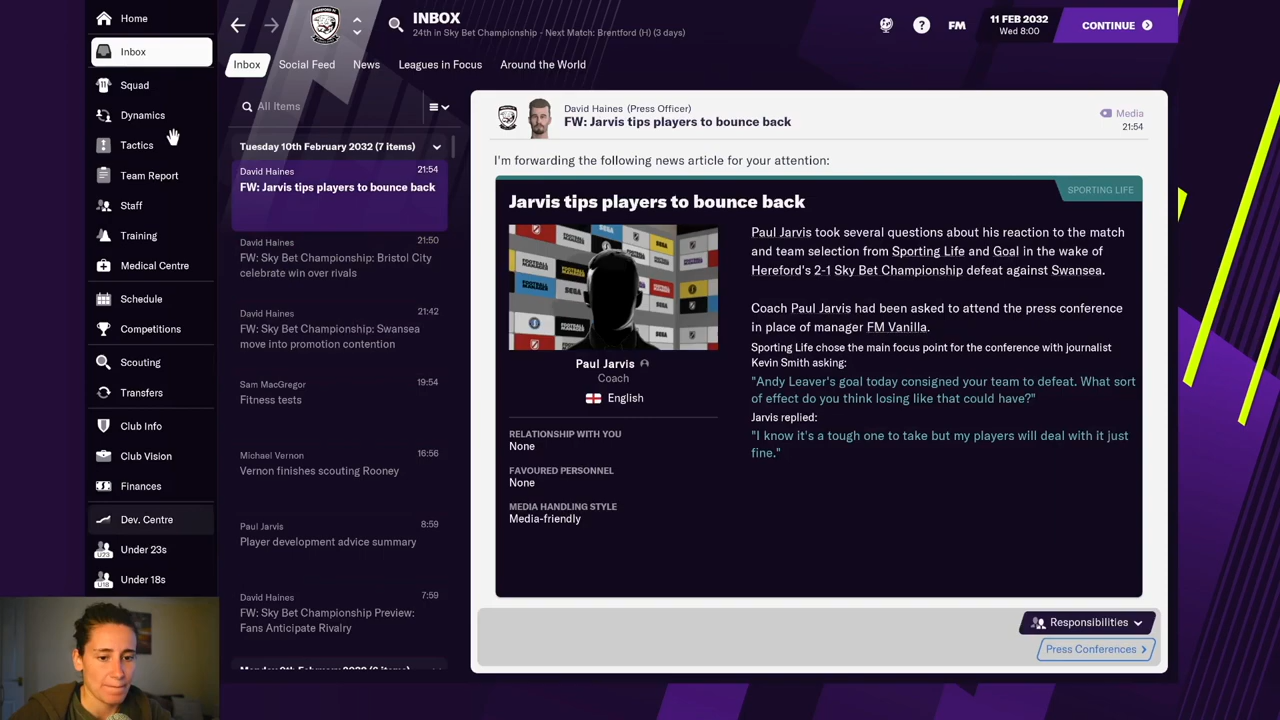 Home
Inbox
Squad
Dynamics
Tactics
Team Report
Staff
Training
Medical Centre
Schedule
Competitions
Scouting
Transfers
Club Info
Club Vision
Finances
Dev. Centre
Under 23s
Under 18s
INBOX
24th in Sky Bet Championship - Next Match: Brentford (H) (3 days)
?
FM
11 FEB 2032
Wed 8:00
CONTINUE
Inbox
Social Feed
News
Leagues in Focus
Around the World
All Items
Tuesday 10th February 2032 (7 items)
David Haines
21:54
FW: Jarvis tips players to bounce back
David Haines
21:50
FW: Sky Bet Championship: Bristol City
celebrate win over rivals
David Haines
21:42
FW: Sky Bet Championship: Swansea
move into promotion contention
Sam MacGregor
19:54
Fitness tests
Michael Vernon
16:56
Vernon finishes scouting Rooney
Paul Jarvis
8:59
Player development advice summary
David Haines
7:59
FW: Sky Bet Championship Preview:
Fans Anticipate Rivalry
Monday 9th February 2032 (6 items)
David Haines (Press Officer)
FW: Jarvis tips players to bounce back
Media
21:54
I'm forwarding the following news article for your attention:
SPORTING LIFE
Jarvis tips players to bounce back
Paul Jarvis
Coach
English
RELATIONSHIP WITH YOU
None
FAVOURED PERSONNEL
None
MEDIA HANDLING STYLE
Media-friendly
Paul Jarvis took several questions about his reaction to the match
and team selection from Sporting Life and Goal in the wake of
Hereford's 2-1 Sky Bet Championship defeat against Swansea.
Coach Paul Jarvis had been asked to attend the press conference
in place of manager FM Vanilla.
Sporting Life chose the main focus point for the conference with journalist
Kevin Smith asking:
"Andy Leaver's goal today consigned your team to defeat. What sort
of effect do you think losing like that could have?"
Jarvis replied:
"I know it's a tough one to take but my players will deal with it just
fine."
Responsibilities
Press Conferences